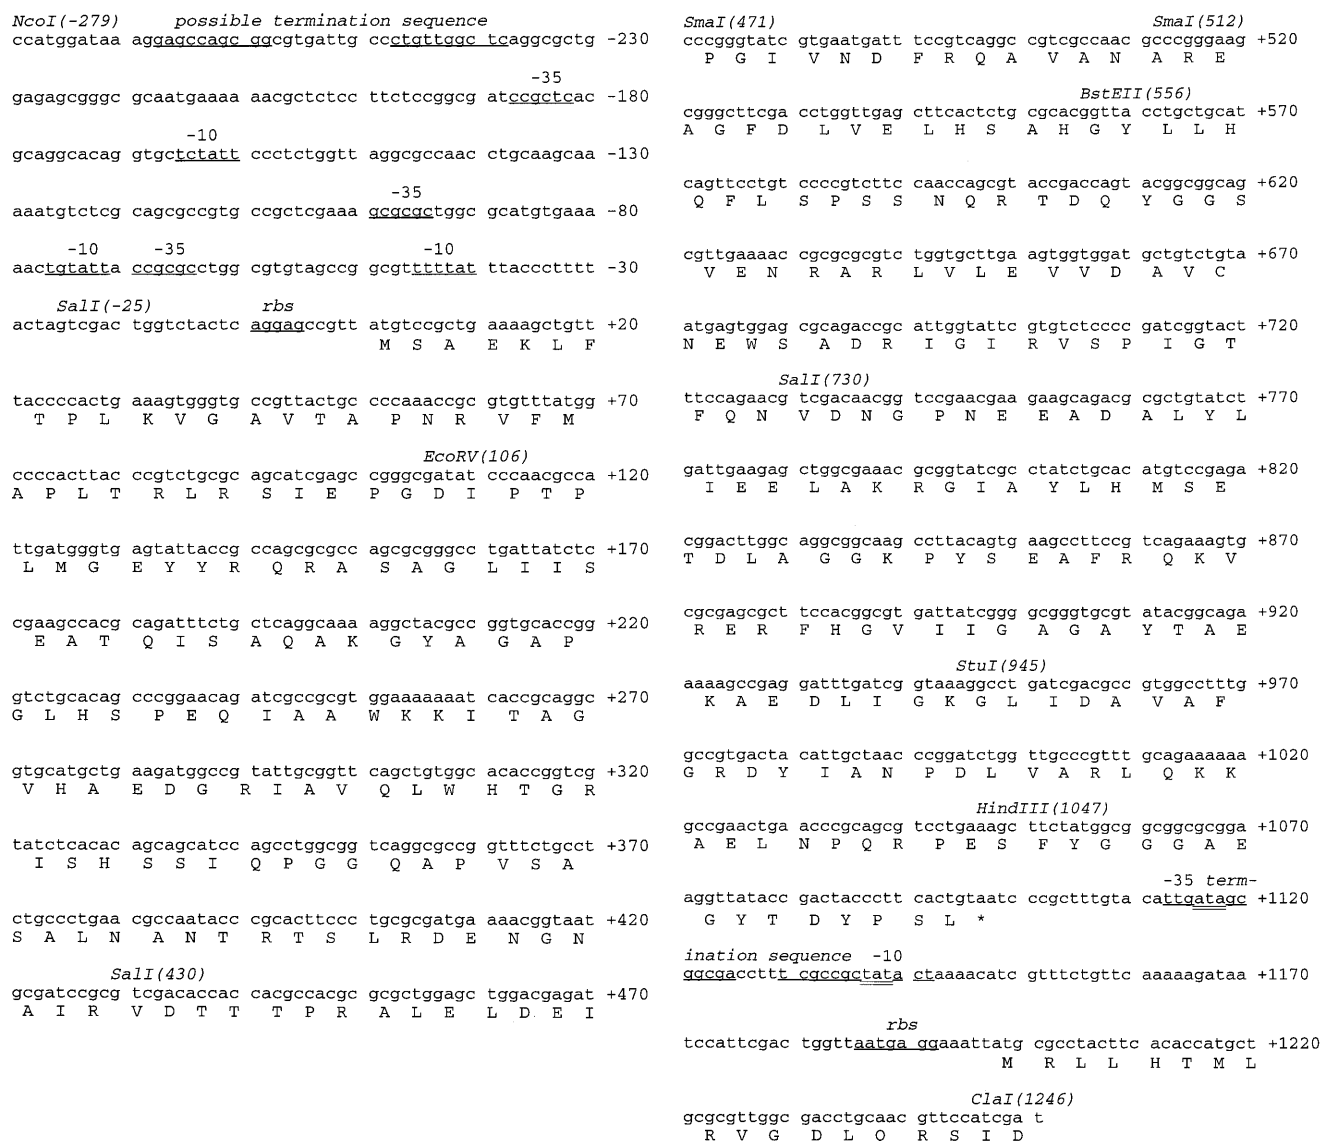 NcoI(-279) possible termination sequence
ccatggataa aggagccagcg ggcgtgattg ccctgttggc tcaggcgctg -230
-35
gagagcgggc gcaatgaaaa aacgctctcc ttctccggcg atccgctcac -180
-10
gcaggcacag gtgctctatt ccctctggtt aggcgccaac ctgcaagcaa -130
-35
aaatgtctcg cagcgccgtg ccgctcgaaa gcgcgctggc gcatgtgaaa -80
-10 -35 -10
aactgtatta ccgcgcctgg cgtgtagccg gcgtttttat ttaccctttt -30
SalI(-25) rbs
actagtcgac tggtctactc aggagccgtt atgtccgctg aaaagctgtt +20
M S A E K L F
taccccactg aaagtgggtg ccgttactgc cccaaaccgc gtgtttatgg +70
T P L K V G A V T A P N R V F M
EcoRV(106)
ccccacttac ccgtctgcgc agcatcgagc cgggcgatat cccaacgcca +120
A P L T R L R S I E P G D I P T P
ttgatgggtg agtattaccg ccagcgcgcc agcgcgggcc tgattatctc +170
L M G E Y Y R Q R A S A G L I I S
cgaagccacg cagatttctg ctcaggcaaa aggctacgcc ggtgcaccgg +220
E A T Q I S A Q A K G Y A G A P
gtctgcacag cccggaacag atcgccgcgt ggaaaaaaat caccgcaggc +270
G L H S P E Q I A A W K K I T A G
gtgcatgctg aagatggccg tattgcggtt cagctgtggc acaccggtcg +320
V H A E D G R I A V Q L W H T G R
tatctcacac agcagcatcc agcctggcgg tcaggcgccg gtttctgcct +370
I S H S S I Q P G G Q A P V S A
ctgccctgaa cgccaatacc cgcacttccc tgcgcgatga aaacggtaat +420
S A L N A N T R T S L R D E N G N
SalI(430)
gcgatccgcg tcgacaccac cacgccacgc gcgctggagc tggacgagat +470
A I R V D T T T P R A L E L D E I
SmaI(471) SmaI(512)
cccgggtatc gtgaatgatt tccgtcaggc cgtcgccaac gcccgggaag +520
P G I V N D F R Q A V A N A R E
BstEII(556)
cgggcttcga cctggttgag cttcactctg cgcacggtta cctgctgcat +570
A G F D L V E L H S A H G Y L L H
cagttcctgt ccccgtcttc caaccagcgt accgaccagt acggcggcag +620
Q F L S P S S N Q R T D Q Y G G S
cgttgaaaac cgcgcgcgtc tggtgcttga agtggtggat gctgtctgta +670
V E N R A R L V L E V V D A V C
atgagtggag cgcagaccgc attggtattc gtgtctcccc gatcggtact +720
N E W S A D R I G I R V S P I G T
SalI(730)
ttccagaacg tcgacaacgg tccgaacgaa gaagcagacg cgctgtatct +770
F Q N V D N G P N E E A D A L Y L
gattgaagag ctggcgaaac gcggtatcgc ctatctgcac atgtccgaga +820
I E E L A K R G I A Y L H M S E
cggacttggc aggcggcaag ccttacagtg aagccttccg tcagaaagtg +870
T D L A G G K P Y S E A F R Q K V
cgcgagcgct tccacggcgt gattatcggg gcgggtgcgt atacggcaga +920
R E R F H G V I I G A G A Y T A E
StuI(945)
aaaagccgag gatttgatcg gtaaaggcct gatcgacgcc gtggcctttg +970
K A E D L I G K G L I D A V A F
gccgtgacta cattgctaac ccggatctgg ttgcccgttt gcagaaaaaa +1020
G R D Y I A N P D L V A R L Q K K
HindIII(1047)
gccgaactga acccgcagcg tcctgaaagc ttctatggcg gcggcgcgga +1070
A E L N P Q R P E S F Y G G G A E
-35 term-
aggttatacc gactaccctt cactgtaatc ccgctttgta cattgatagc +1120
G Y T D Y P S L *
ination sequence -10
ggcgaccttt tcgccgctat actaaaacatc gtttctgttc aaaaagataa +1170
rbs
tccattcgac tggttaatga ggaaattatg cgcctacttc acaccatgct +1220
M R L L H T M L
ClaI(1246)
gcgcgttggc gacctgcaac gttccatcga t
R V G D L Q R S I D